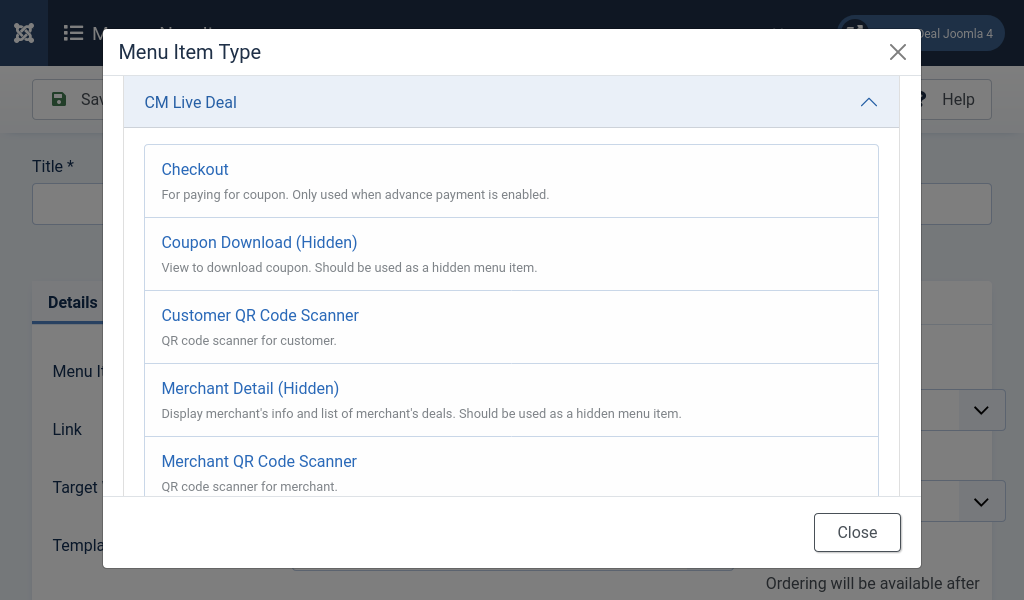 Menu Item Type
Deal Joomla 4
Sav
Help
CM Live Deal
Title *
Checkout
For paying for coupon. Only used when advance payment is enabled.
Coupon Download (Hidden)
View to download coupon. Should be used as a hidden menu item.
Details
Customer QR Code Scanner
QR code scanner for customer.
Menu It
Merchant Detail (Hidden)
Display merchant's info and list of merchant's deals. Should be used as a hidden menu item.
Link
Merchant QR Code Scanner
QR code scanner for merchant.
Target
Close
Templa
Ordering will be available after